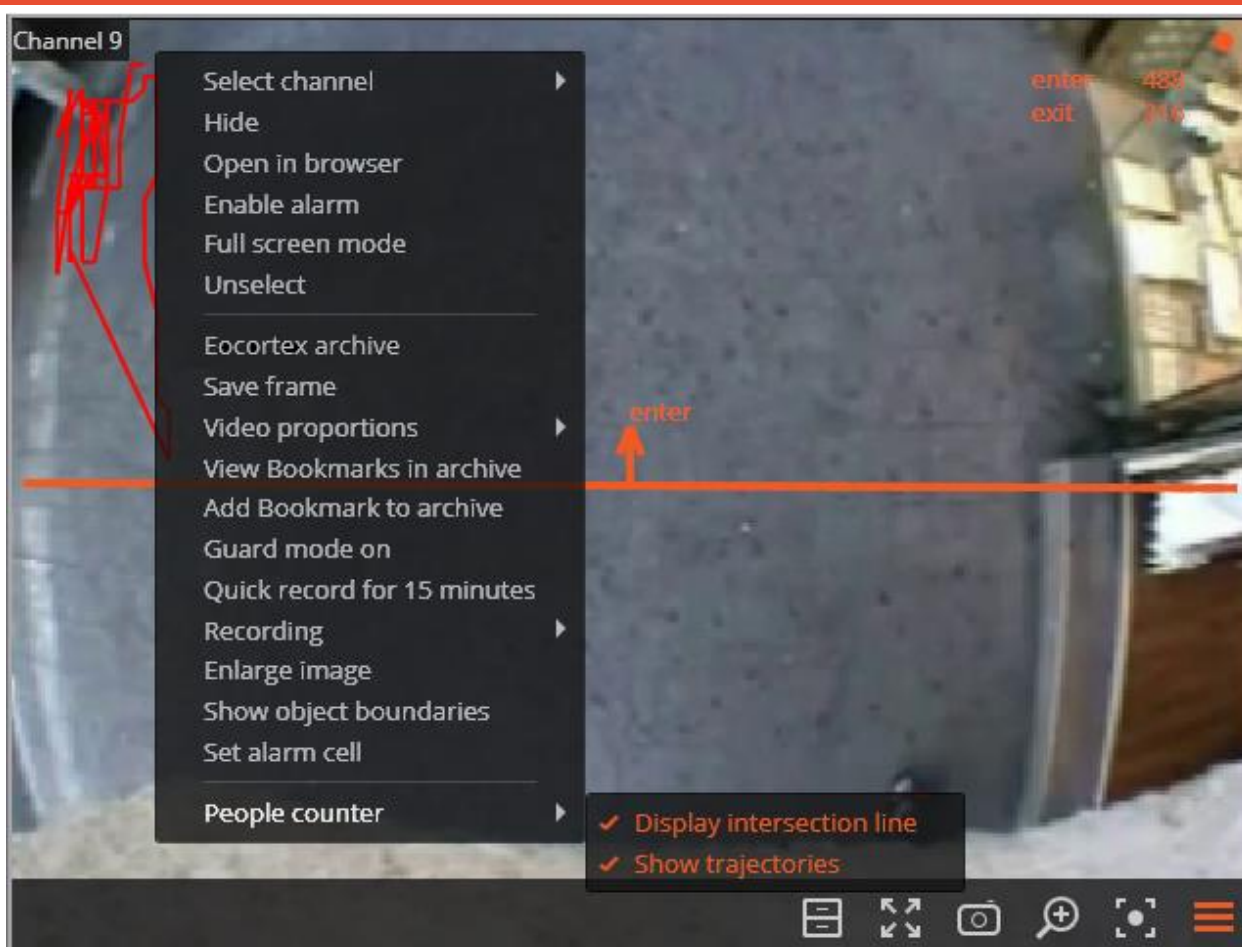 Channel 9
enter 489
exit 316
Select channel
Hide
Open in browser
Enable alarm
Full screen mode
Unselect
Eocortex archive
Save frame
Video proportions
View Bookmarks in archive
Add Bookmark to archive
Guard mode on
Quick record for 15 minutes
Recording
Enlarge image
Show object boundaries
Set alarm cell
People counter
Display intersection line
Show trajectories
enter